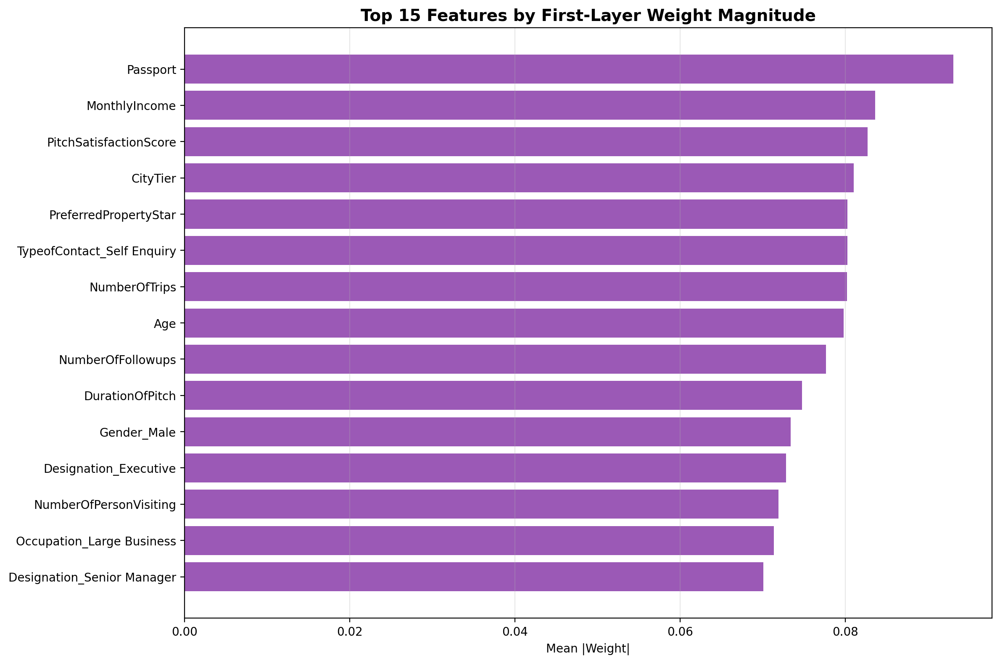 Top 15 Features by First-Layer Weight Magnitude
Passport
MonthlyIncome
PitchSatisfactionScore
CityTier
PreferredPropertyStar
TypeofContact_Self Enquiry
NumberOfTrips
Age
NumberOfFollowups
DurationOfPitch
Gender_Male
Designation_Executive
NumberOfPersonVisiting
Occupation_Large Business
Designation_Senior Manager
0.00 0.02 0.04 0.06 0.08
Mean |Weight|